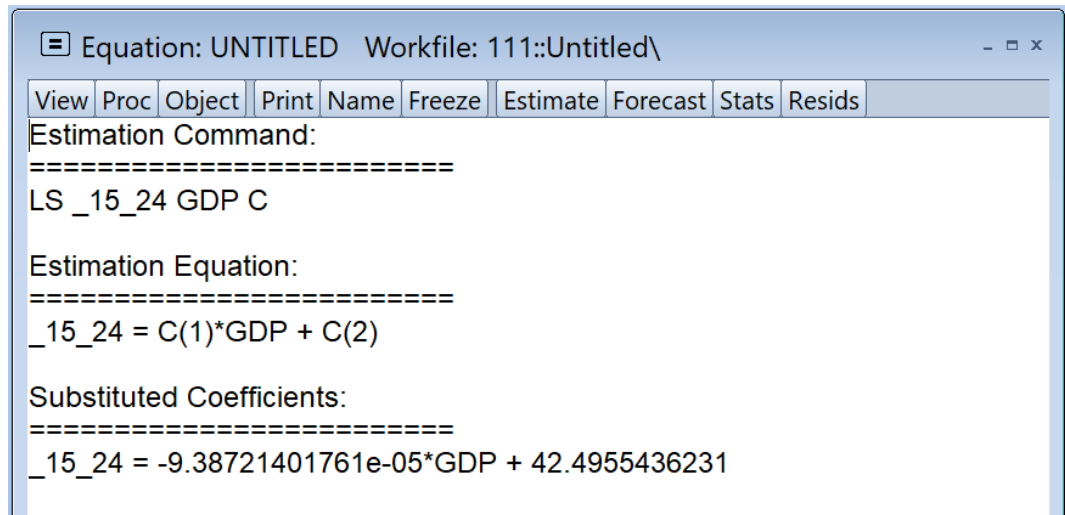 Equation: UNTITLED Workfile: 111::Untitled\
View Proc Object Print Name Freeze Estimate Forecast Stats Resids
Estimation Command:
=========================
LS _15_24 GDP C
Estimation Equation:
=========================
_15_24 = C(1)*GDP + C(2)
Substituted Coefficients:
=========================
_15_24 = -9.38721401761e-05*GDP + 42.4955436231